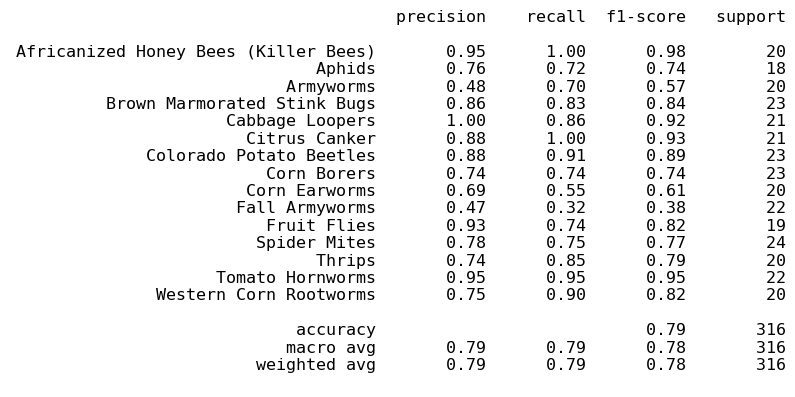 precision recall f1-score support
Africanized Honey Bees (Killer Bees) 0.95 1.00 0.98 20
Aphids 0.76 0.72 0.74 18
Armyworms 0.48 0.70 0.57 20
Brown Marmorated Stink Bugs 0.86 0.83 0.84 23
Cabbage Loopers 1.00 0.86 0.92 21
Citrus Canker 0.88 1.00 0.93 21
Colorado Potato Beetles 0.88 0.91 0.89 23
Corn Borers 0.74 0.74 0.74 23
Corn Earworms 0.69 0.55 0.61 20
Fall Armyworms 0.47 0.32 0.38 22
Fruit Flies 0.93 0.74 0.82 19
Spider Mites 0.78 0.75 0.77 24
Thrips 0.74 0.85 0.79 20
Tomato Hornworms 0.95 0.95 0.95 22
Western Corn Rootworms 0.75 0.90 0.82 20
accuracy 0.79 316
macro avg 0.79 0.79 0.78 316
weighted avg 0.79 0.79 0.78 316